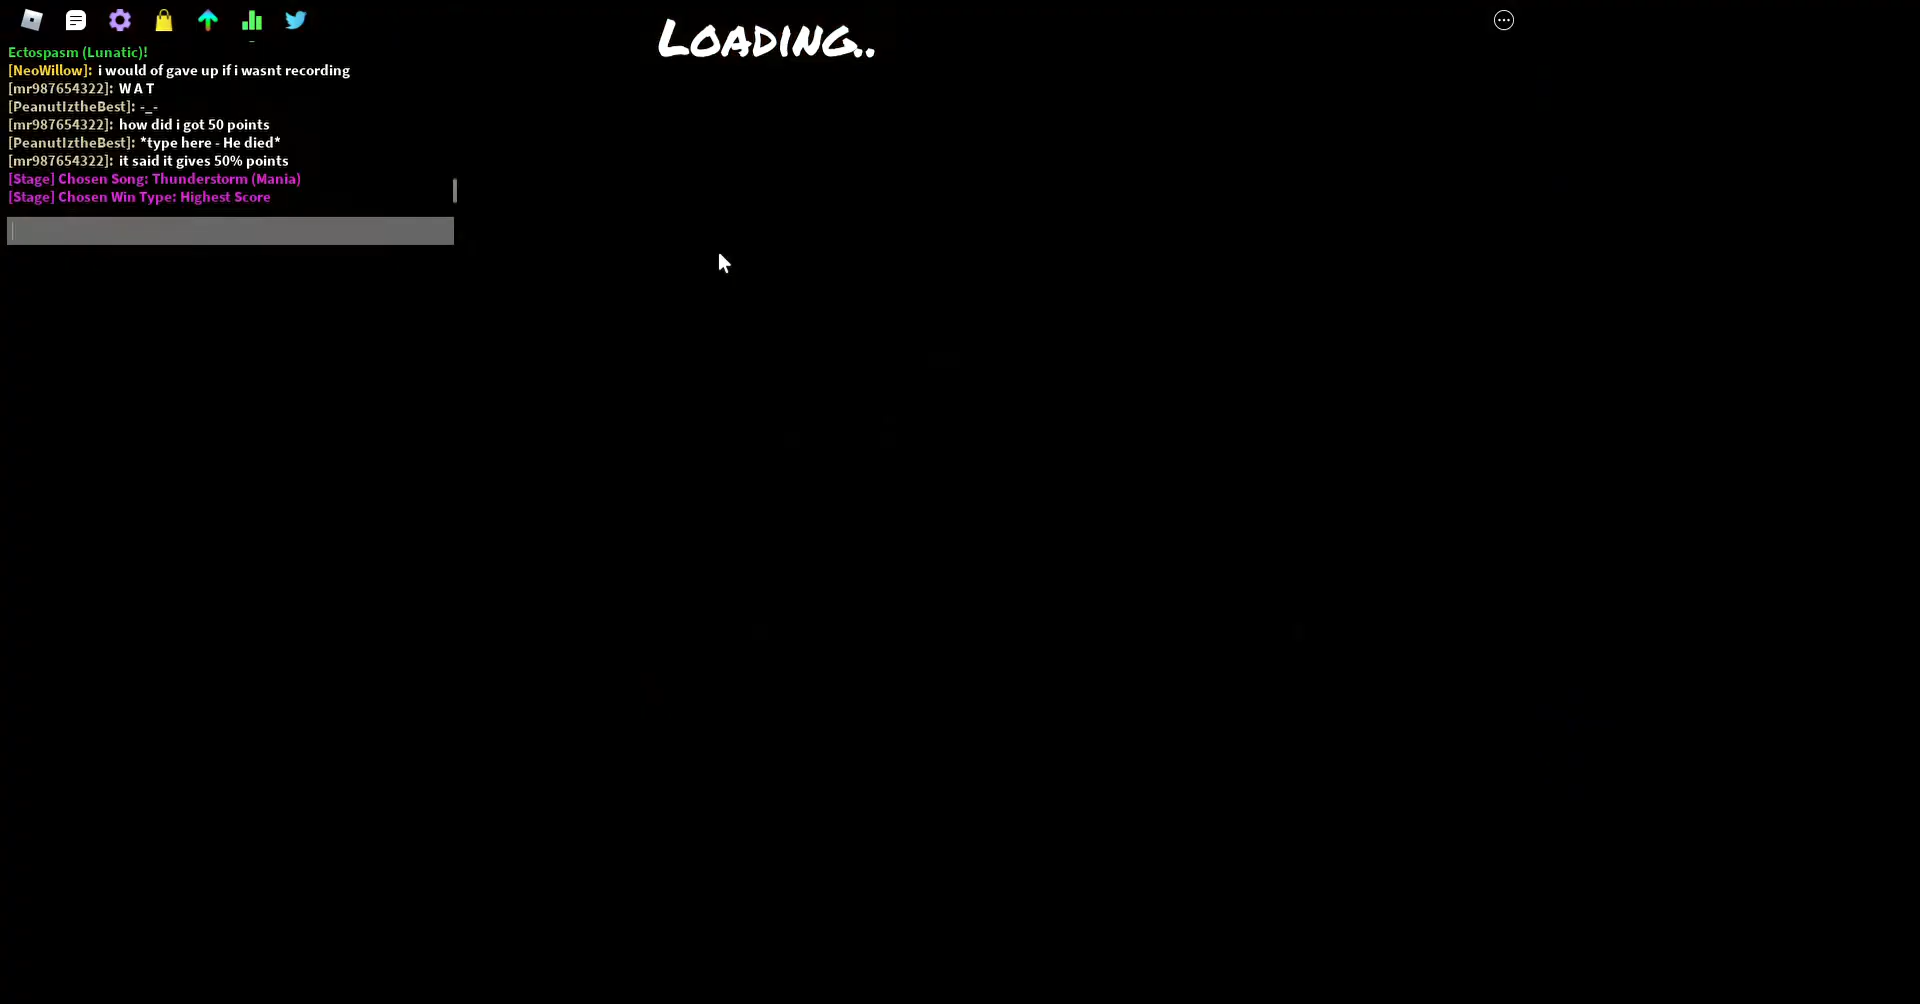 Loading..
Ectospasm (Lunatic)!
[NeoWillow]: i would of gave up if i wasnt recording
[mr987654322]: W A T
[PeanutIztheBest]: -_-
[mr987654322]: how did i got 50 points
[PeanutIztheBest]: *type here - He died*
[mr987654322]: it said it gives 50% points
[Stage] Chosen Song: Thunderstorm (Mania)
[Stage] Chosen Win Type: Highest Score